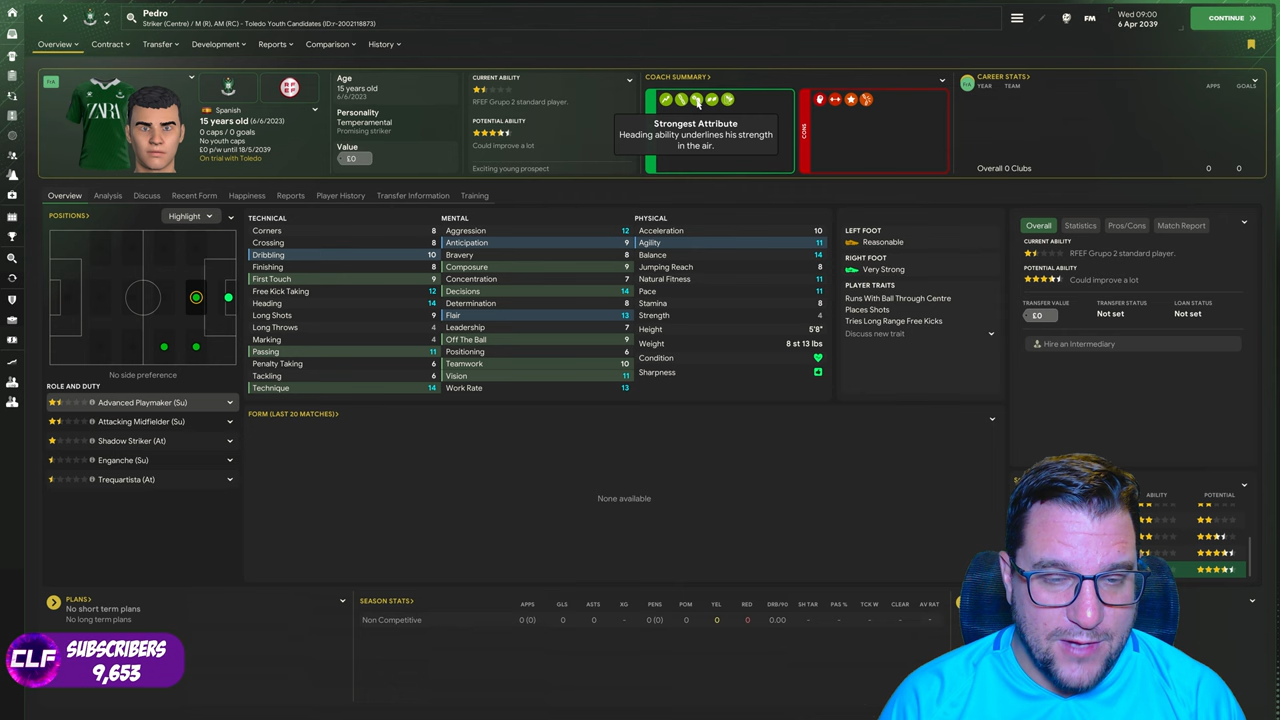 Pedro
Striker (Centre) / M (R), AM (RC) - Toledo Youth Candidates (ID:r-2002118873)
FM
Wed 09:00
6 Apr 2039
CONTINUE
Overview
Contract
Transfer
Development
Reports
Comparison
History
ZARA
Spanish
15 years old (6/6/2023)
0 caps / 0 goals
No youth caps
£0 p/w until 18/5/2039
On trial with Toledo
Age
15 years old
6/6/2023
Personality
Temperamental
Promising striker
Value
£0
CURRENT ABILITY
RFEF Grupo 2 standard player.
POTENTIAL ABILITY
Could improve a lot
Exciting young prospect
COACH SUMMARY>
Strongest Attribute
Heading ability underlines his strength
in the air.
CONS
CAREER STATS>
YEAR TEAM APPS GOALS
Overall 0 Clubs 0 0
Overview Analysis Discuss Recent Form Happiness Reports Player History Transfer Information Training
POSITIONS>
Highlight
No side preference
ROLE AND DUTY
Advanced Playmaker (Su)
Attacking Midfielder (Su)
Shadow Striker (At)
Enganche (Su)
Trequartista (At)
TECHNICAL
Corners 8
Crossing 8
Dribbling 10
Finishing 8
First Touch 9
Free Kick Taking 12
Heading 14
Long Shots 9
Long Throws 4
Marking 4
Passing 11
Penalty Taking 6
Tackling 6
Technique 14
MENTAL
Aggression 12
Anticipation 9
Bravery 8
Composure 9
Concentration 7
Decisions 14
Determination 8
Flair 13
Leadership 7
Off The Ball 9
Positioning 6
Teamwork 10
Vision 11
Work Rate 13
PHYSICAL
Acceleration 10
Agility 11
Balance 14
Jumping Reach 8
Natural Fitness 11
Pace 11
Stamina 8
Strength 4
Height 5'8"
Weight 8 st 13 lbs
Condition
Sharpness
LEFT FOOT
Reasonable
RIGHT FOOT
Very Strong
PLAYER TRAITS
Runs With Ball Through Centre
Places Shots
Tries Long Range Free Kicks
Discuss new trait
Overall Statistics Pros/Cons Match Report
CURRENT ABILITY
RFEF Grupo 2 standard player.
POTENTIAL ABILITY
Could improve a lot
TRANSFER VALUE TRANSFER STATUS LOAN STATUS
£0 Not set Not set
Hire an Intermediary
FORM (LAST 20 MATCHES)>
None available
ABILITY POTENTIAL
PLANS>
No short term plans
No long term plans
SEASON STATS>
APPS GLS ASTS XG PENS POM YEL RED DRB/90 SH TAR PAS % TCK W CLEAR AV RAT
Non Competitive 0 (0) 0 0 - 0 (0) 0 0 0 0.00 - - - - -
CLF
SUBSCRIBERS
9,653